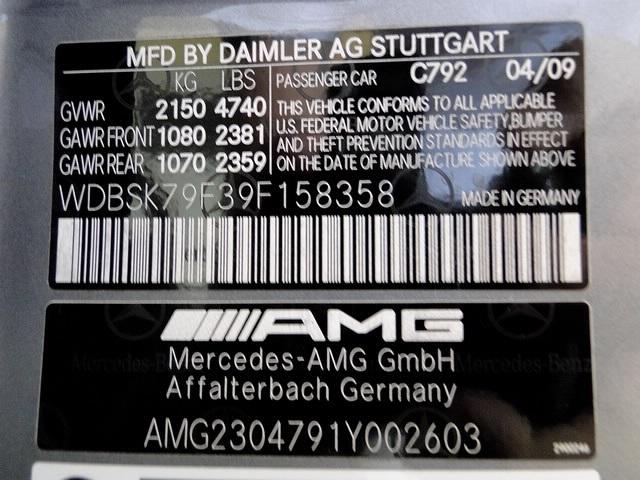 MFD BY DAIMLER AG STUTTGART
KG LBS PASSENGER CAR C792 04/09
GVWR 2150 4740 THIS VEHICLE CONFORMS TO ALL APPLICABLE
GAWR FRONT 1080 2381 U.S. FEDERAL MOTOR VEHICLE SAFETY, BUMPER
AND THEFT PREVENTION STANDARDS IN EFFECT
GAWR REAR 1070 2359 ON THE DATE OF MANUFACTURE SHOWN ABOVE
WDBSK79F39F158358 MADE IN GERMANY
AMG
Mercedes-AMG GmbH
Affalterbach Germany
AMG2304791Y002603